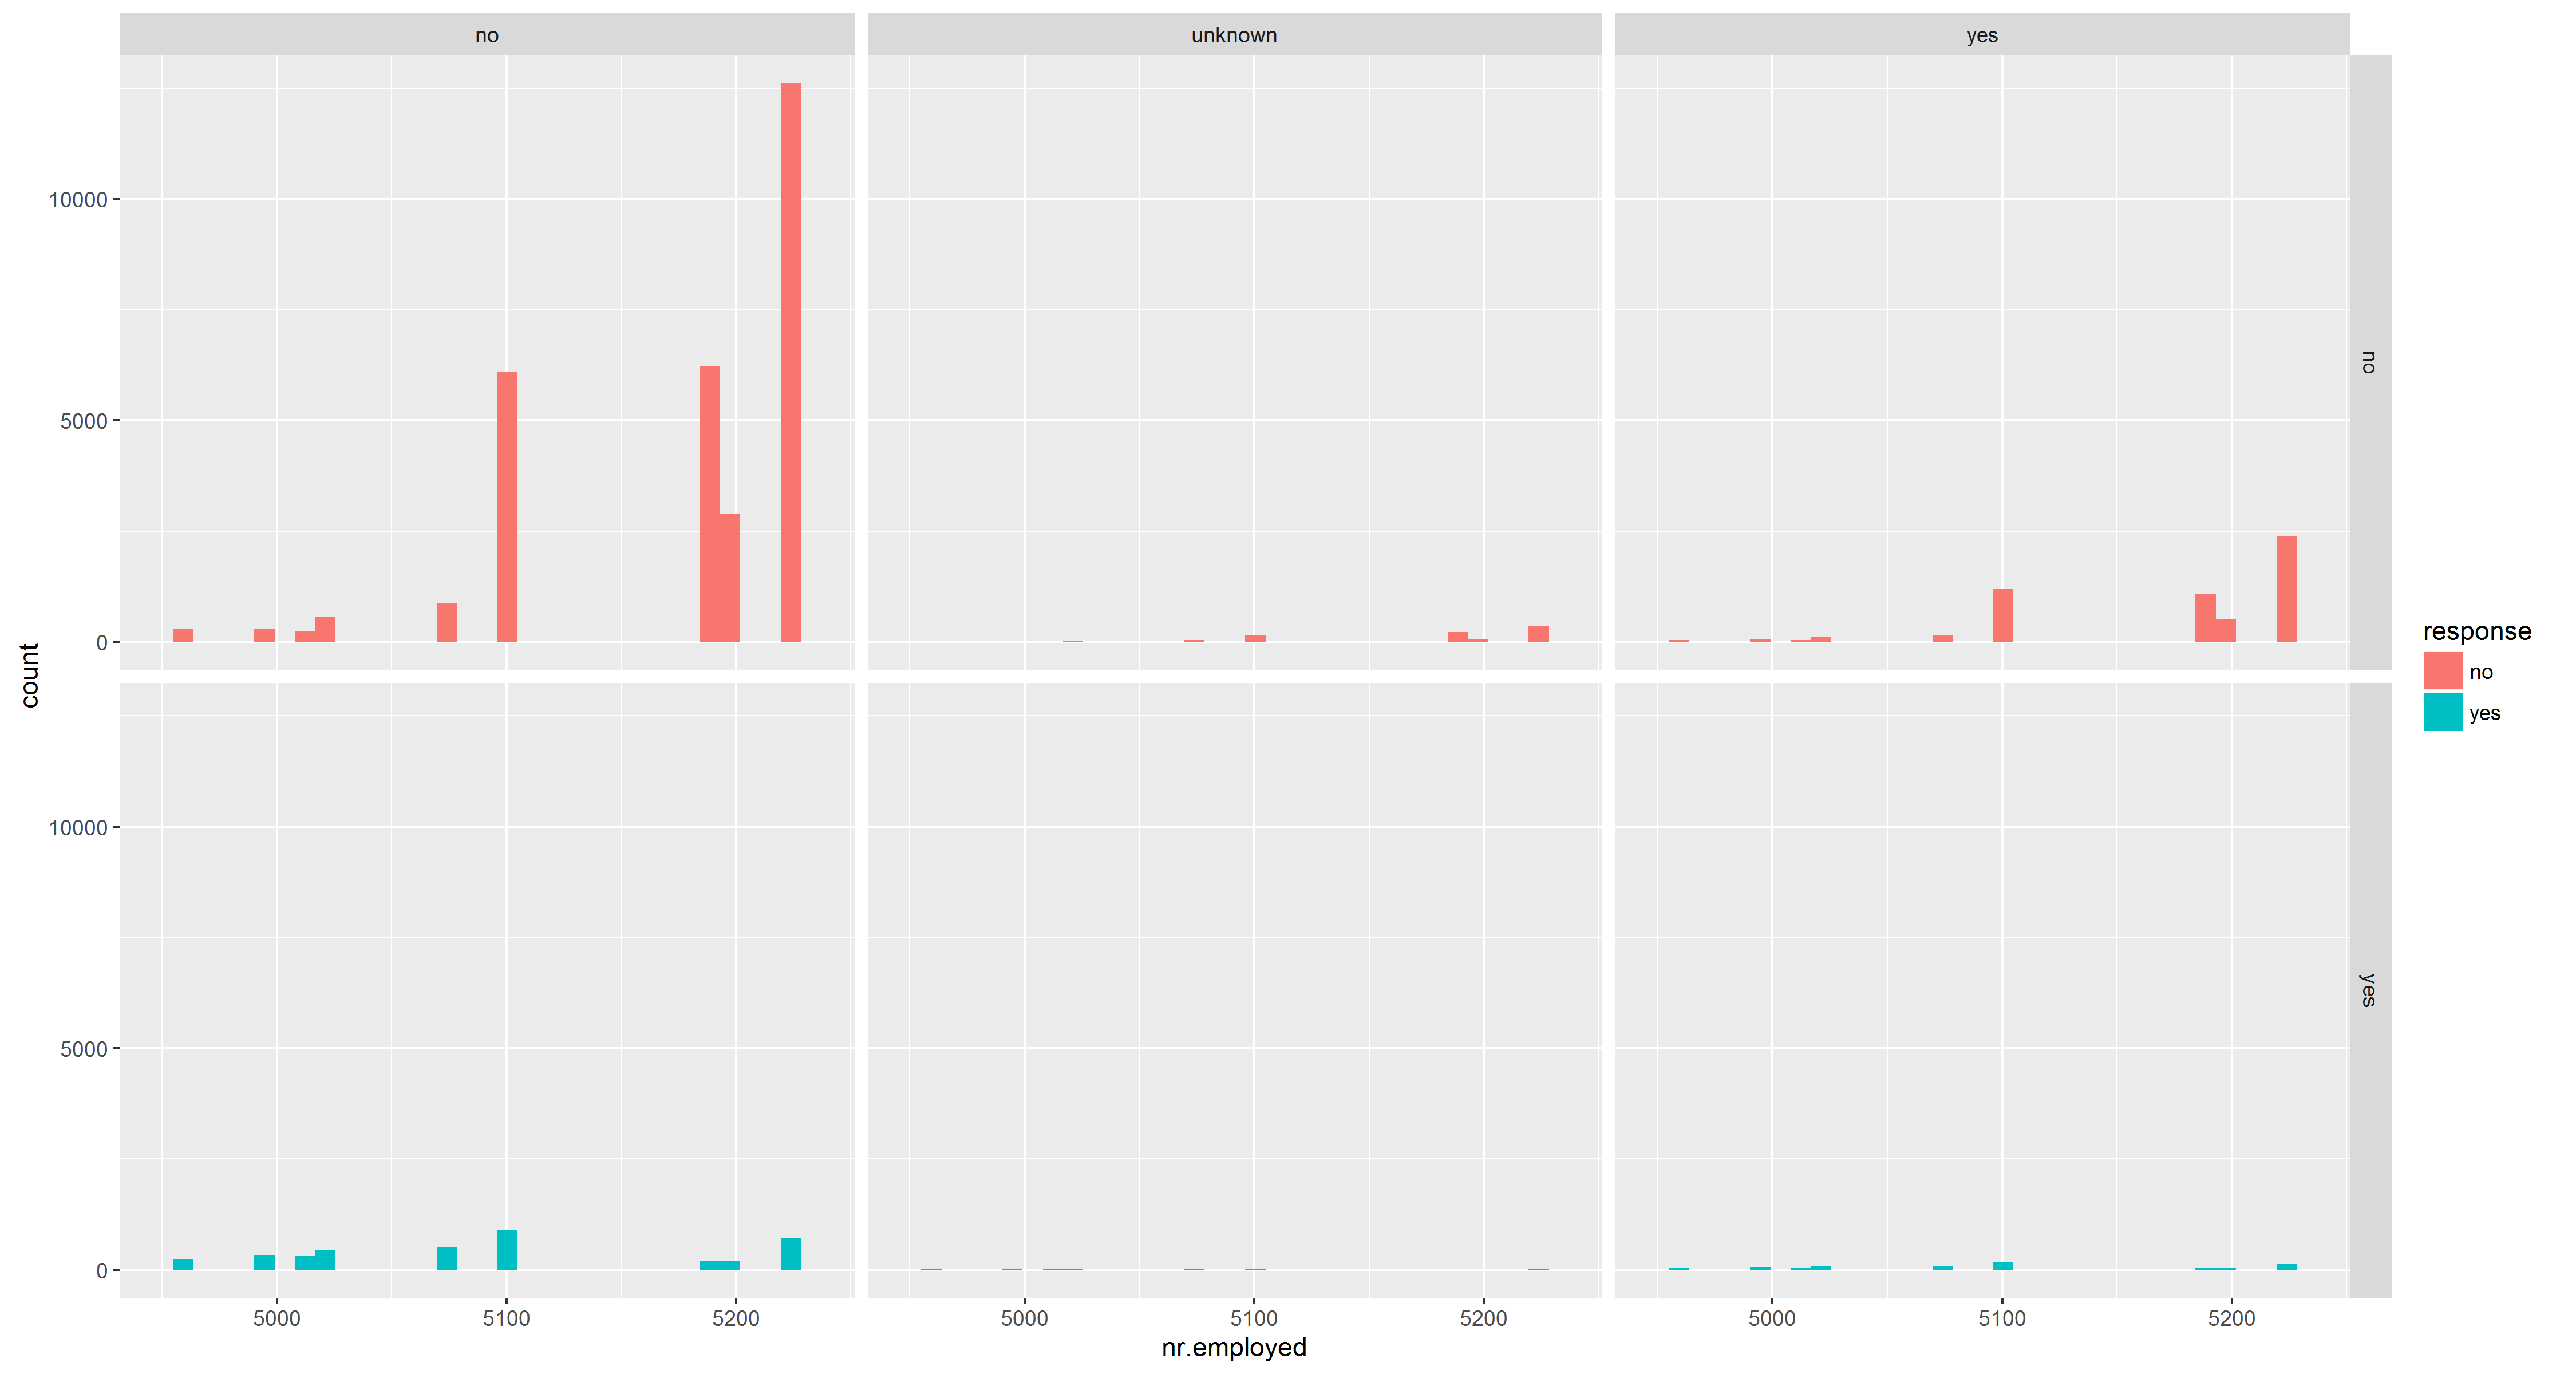 no unknown yes
10000
5000
0
no
10000
5000
0
yes
count
5000 5100 5200 5000 5100 5200 5000 5100 5200
nr.employed
response
no
yes